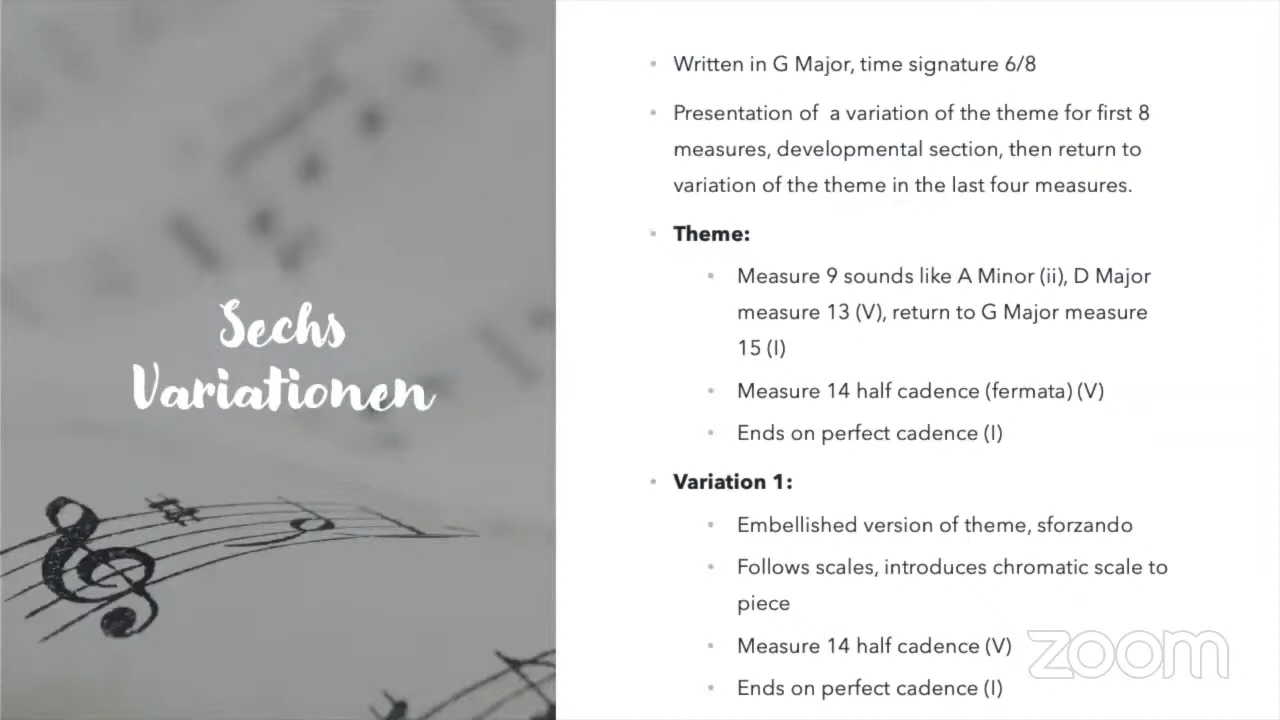 Sechs
Variationen
• Written in G Major, time signature 6/8
• Presentation of  a variation of the theme for first 8
measures, developmental section, then return to
variation of the theme in the last four measures.
• Theme:
• Measure 9 sounds like A Minor (ii), D Major
measure 13 (V), return to G Major measure
15 (I)
• Measure 14 half cadence (fermata) (V)
• Ends on perfect cadence (I)
• Variation 1:
• Embellished version of theme, sforzando
• Follows scales, introduces chromatic scale to
piece
• Measure 14 half cadence (V)
• Ends on perfect cadence (I)
zoom